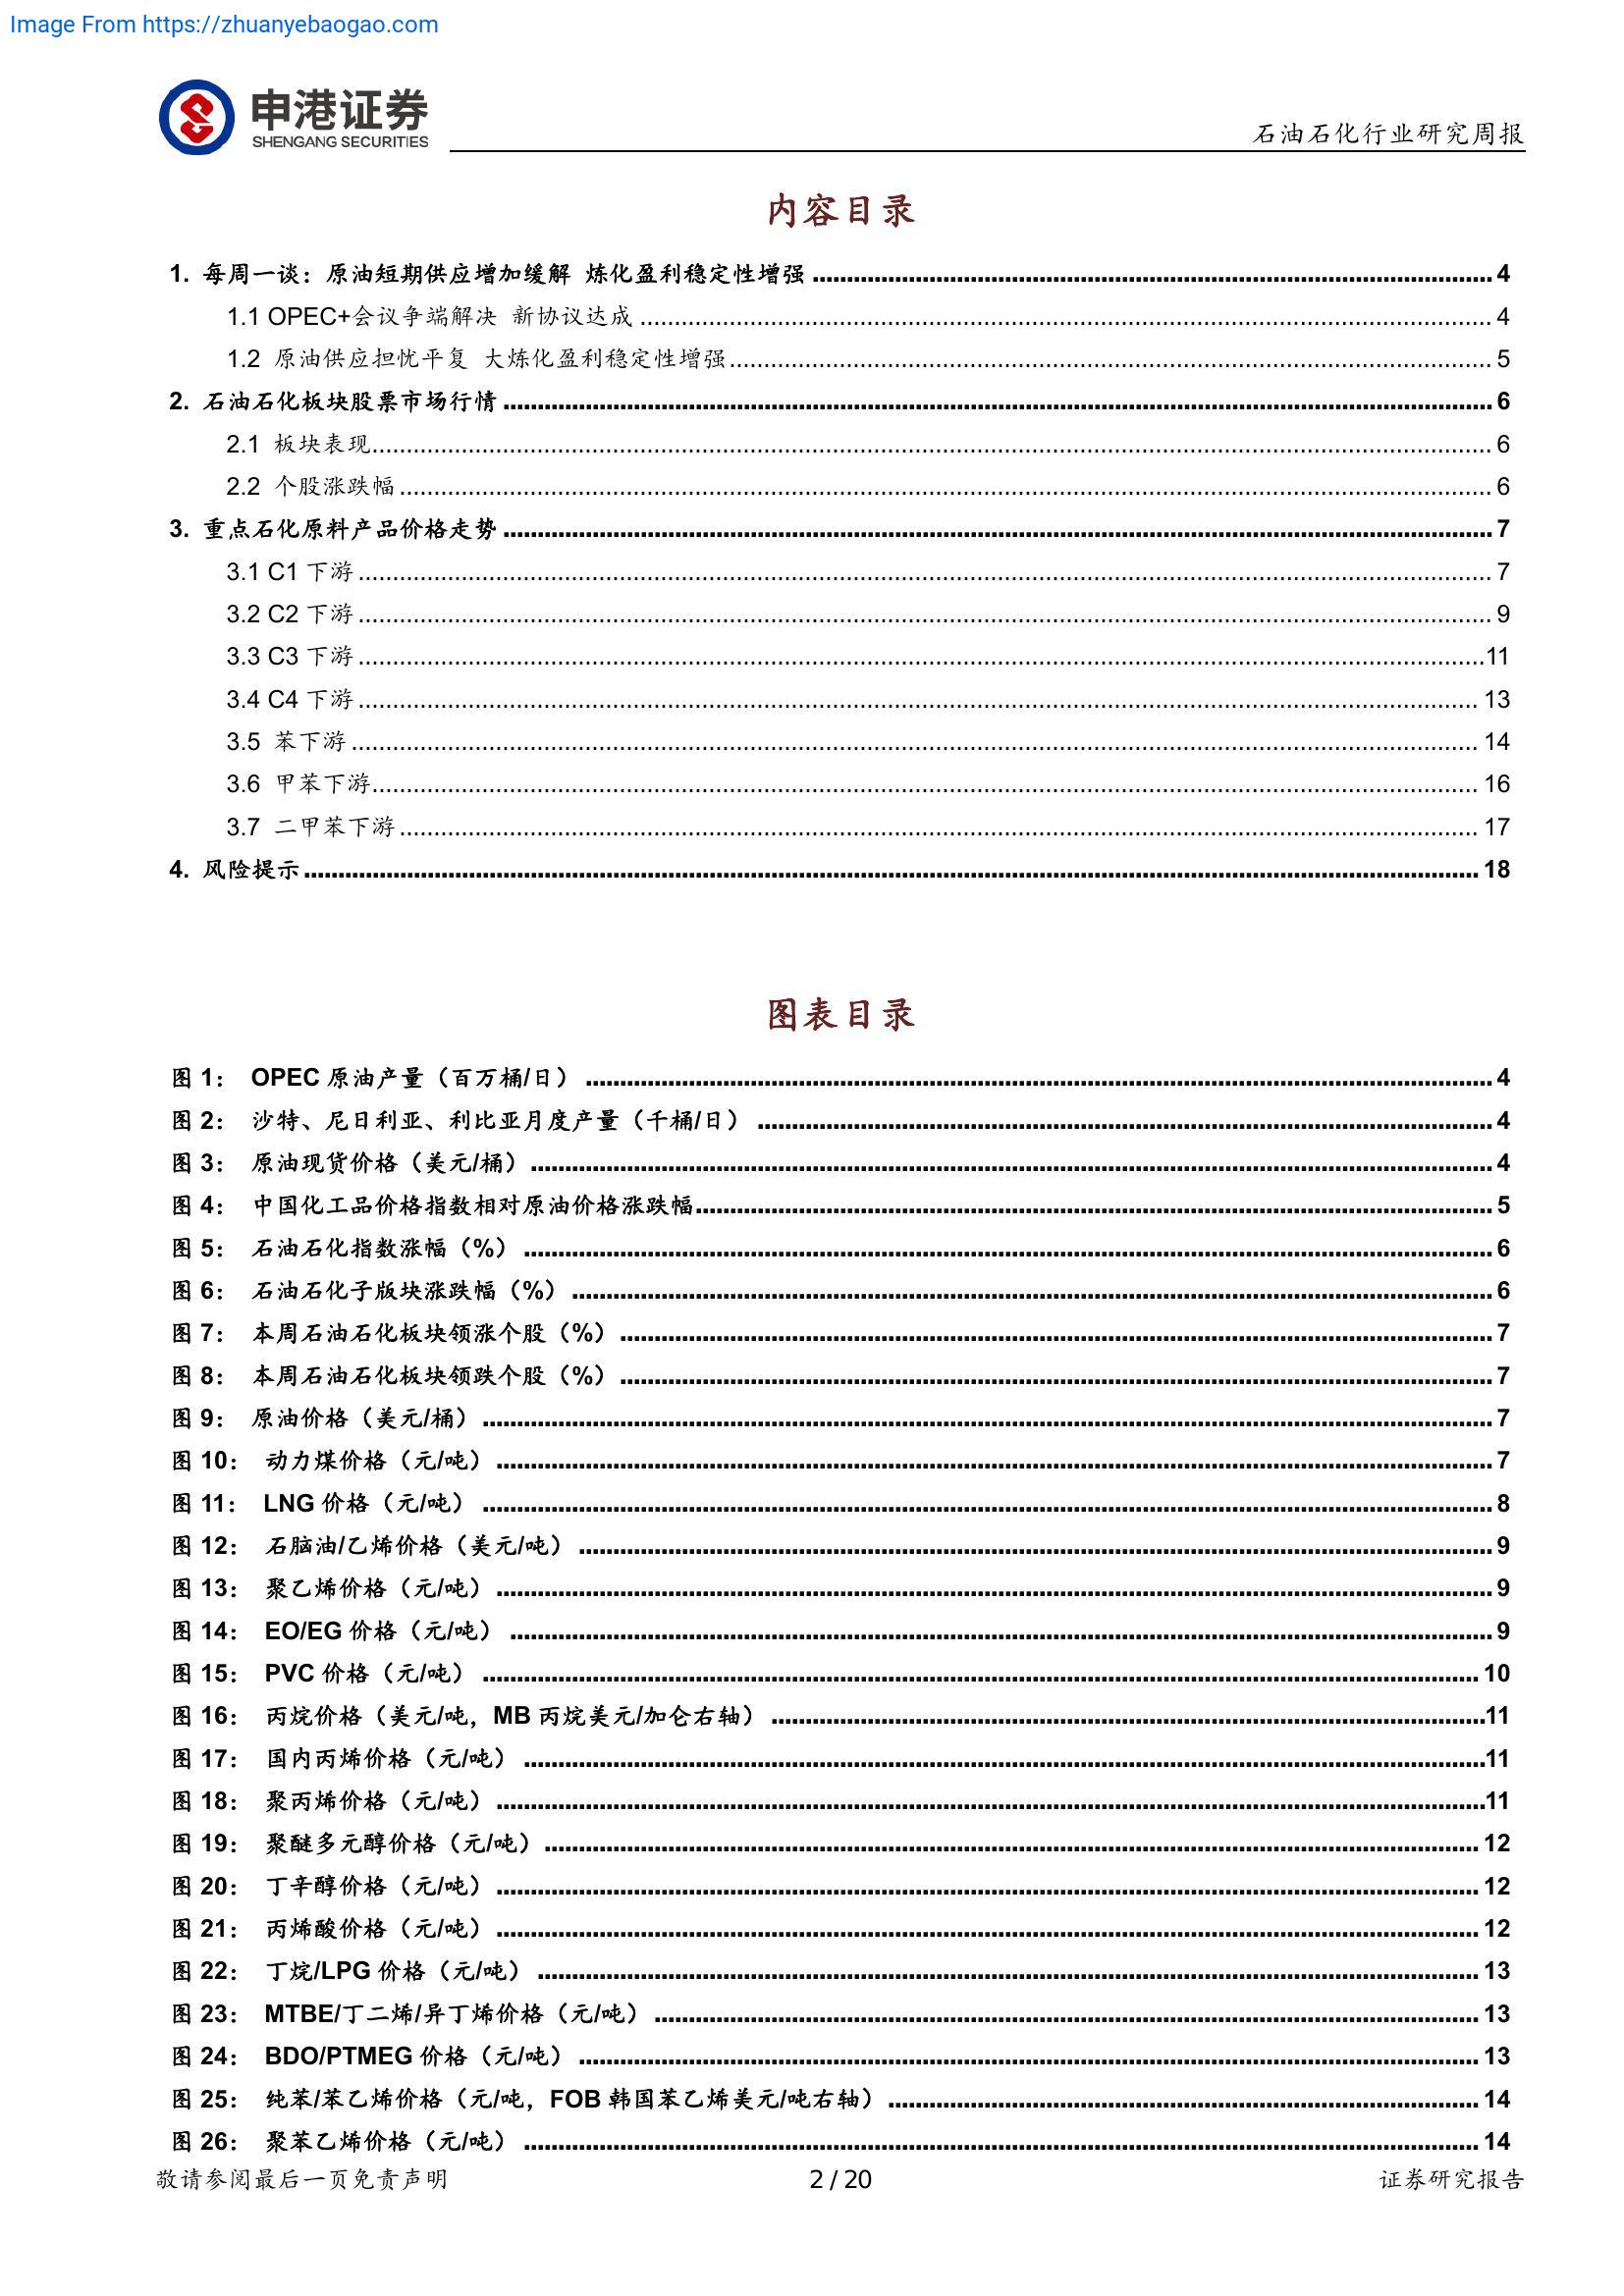 Image From https://zhuanyebaogao.com
申港证券
SHENGANG SECURITIES
石油石化行业研究周报
内容目录
1. 每周一谈：原油短期供应增加缓解 炼化盈利稳定性增强 4
1.1 OPEC+会议争端解决 新协议达成 4
1.2 原油供应担忧平复 大炼化盈利稳定性增强 5
2. 石油石化板块股票市场行情 6
2.1 板块表现 6
2.2 个股涨跌幅 6
3. 重点石化原料产品价格走势 7
3.1 C1 下游 7
3.2 C2 下游 9
3.3 C3 下游 11
3.4 C4 下游 13
3.5 苯下游 14
3.6 甲苯下游 16
3.7 二甲苯下游 17
4. 风险提示 18
图表目录
图 1： OPEC 原油产量（百万桶/日） 4
图 2： 沙特、尼日利亚、利比亚月度产量（千桶/日） 4
图 3： 原油现货价格（美元/桶） 4
图 4： 中国化工品价格指数相对原油价格涨跌幅 5
图 5： 石油石化指数涨幅（%） 6
图 6： 石油石化子版块涨跌幅（%） 6
图 7： 本周石油石化板块领涨个股（%） 7
图 8： 本周石油石化板块领跌个股（%） 7
图 9： 原油价格（美元/桶） 7
图 10： 动力煤价格（元/吨） 7
图 11： LNG 价格（元/吨） 8
图 12： 石脑油/乙烯价格（美元/吨） 9
图 13： 聚乙烯价格（元/吨） 9
图 14： EO/EG 价格（元/吨） 9
图 15： PVC 价格（元/吨） 10
图 16： 丙烷价格（美元/吨，MB 丙烷美元/加仑右轴） 11
图 17： 国内丙烯价格（元/吨） 11
图 18： 聚丙烯价格（元/吨） 11
图 19： 聚醚多元醇价格（元/吨） 12
图 20： 丁辛醇价格（元/吨） 12
图 21： 丙烯酸价格（元/吨） 12
图 22： 丁烷/LPG 价格（元/吨） 13
图 23： MTBE/丁二烯/异丁烯价格（元/吨） 13
图 24： BDO/PTMEG 价格（元/吨） 13
图 25： 纯苯/苯乙烯价格（元/吨，FOB 韩国苯乙烯美元/吨右轴） 14
图 26： 聚苯乙烯价格（元/吨） 14
敬请参阅最后一页免责声明 2 / 20 证券研究报告